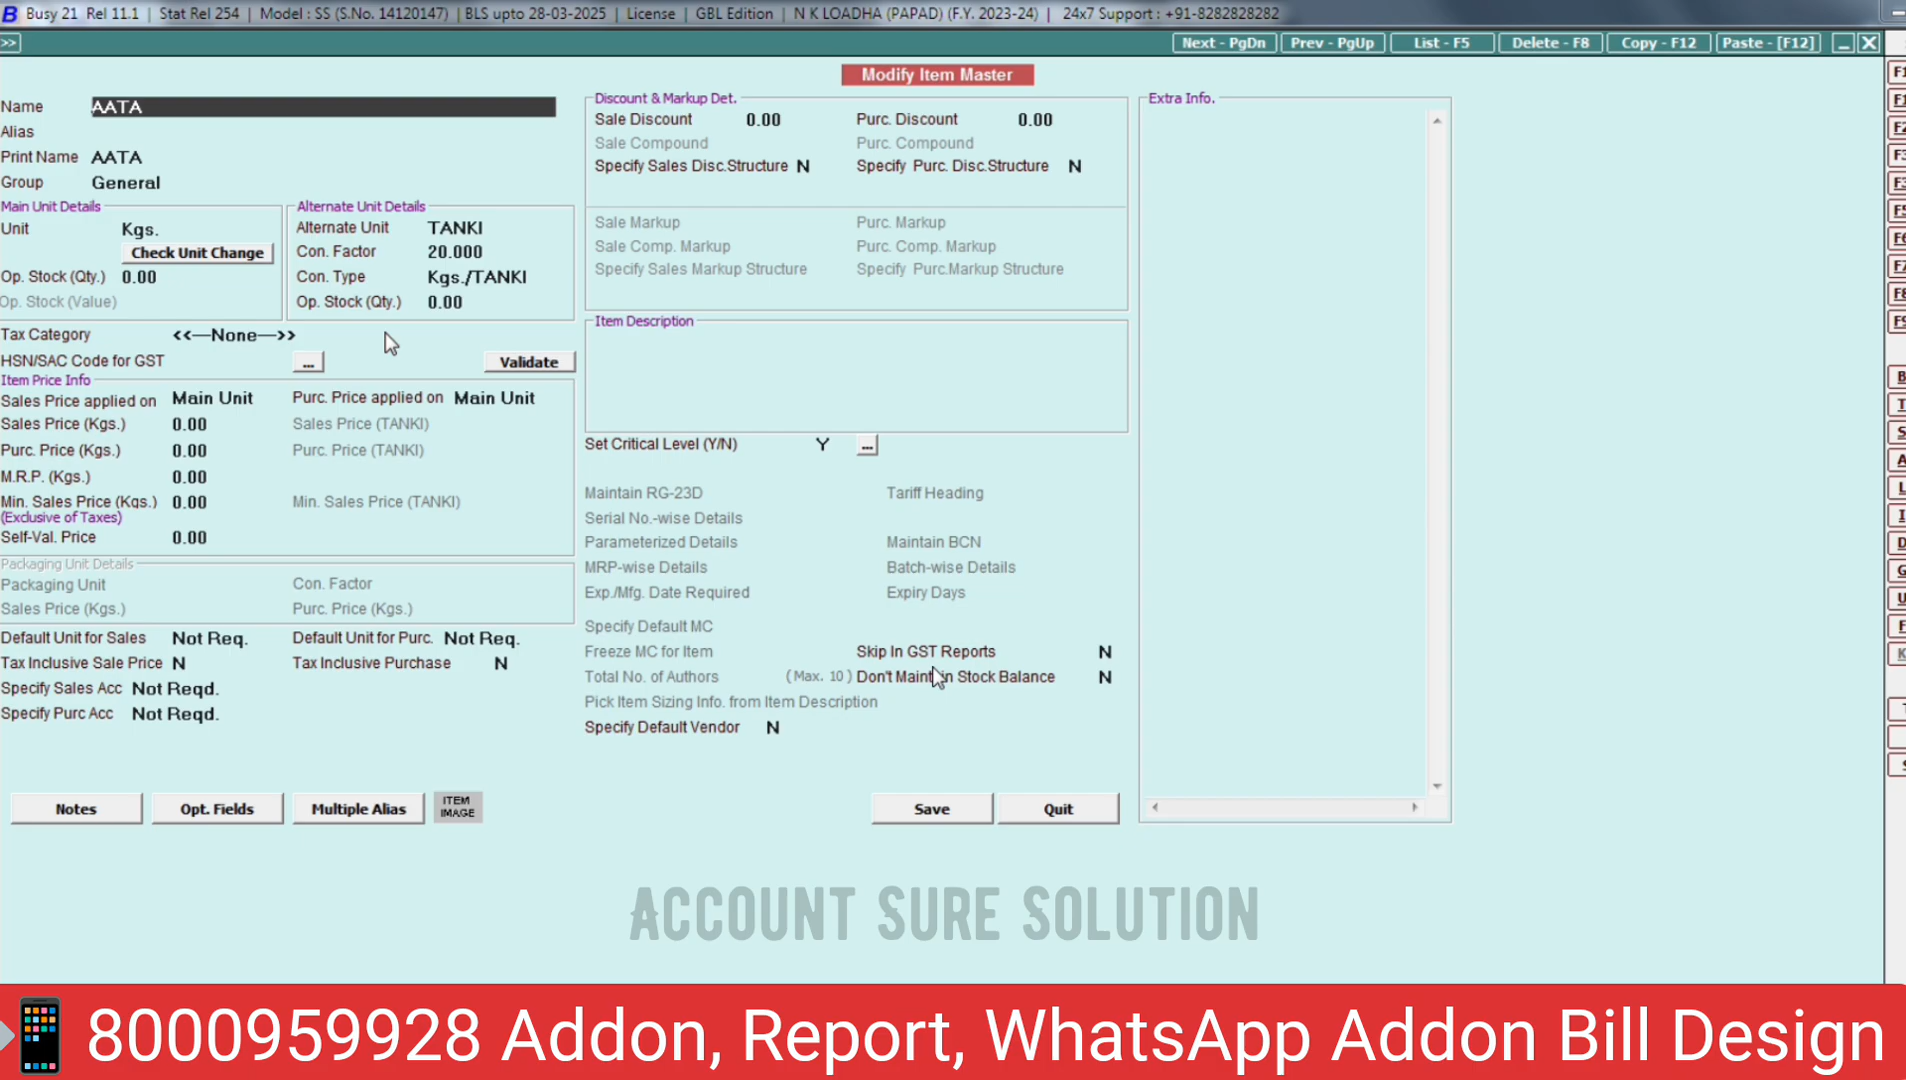 B Busy 21 Rel 11.1 | Stat Rel 254 | Model : SS (S.No. 14120147) | BLS upto 28-03-2025 | License | GBL Edition | N K LOADHA (PAPAD) (F.Y. 2023-24) | 24x7 Support : +91-8282828282
>> Next - PgDn Prev - PgUp List - F5 Delete - F8 Copy - F12 Paste - [F12]
Modify Item Master
Name AATA
Alias
Print Name AATA
Group General
Main Unit Details
Unit Kgs.
Check Unit Change
Op. Stock (Qty.) 0.00
Op. Stock (Value)
Alternate Unit Details
Alternate Unit TANKI
Con. Factor 20.000
Con. Type Kgs./TANKI
Op. Stock (Qty.) 0.00
Tax Category <<—None—>>
HSN/SAC Code for GST ... Validate
Item Price Info
Sales Price applied on Main Unit Purc. Price applied on Main Unit
Sales Price (Kgs.) 0.00 Sales Price (TANKI)
Purc. Price (Kgs.) 0.00 Purc. Price (TANKI)
M.R.P. (Kgs.) 0.00
Min. Sales Price (Kgs.) 0.00 Min. Sales Price (TANKI)
(Exclusive of Taxes)
Self-Val. Price 0.00
Packaging Unit Details
Packaging Unit Con. Factor
Sales Price (Kgs.) Purc. Price (Kgs.)
Default Unit for Sales Not Req. Default Unit for Purc. Not Req.
Tax Inclusive Sale Price N Tax Inclusive Purchase N
Specify Sales Acc Not Reqd.
Specify Purc Acc Not Reqd.
Notes Opt. Fields Multiple Alias ITEM IMAGE
Discount & Markup Det.
Sale Discount 0.00 Purc. Discount 0.00
Sale Compound Purc. Compound
Specify Sales Disc.Structure N Specify Purc. Disc.Structure N
Sale Markup Purc. Markup
Sale Comp. Markup Purc. Comp. Markup
Specify Sales Markup Structure Specify Purc.Markup Structure
Item Description
Set Critical Level (Y/N) Y ...
Maintain RG-23D Tariff Heading
Serial No.-wise Details
Parameterized Details Maintain BCN
MRP-wise Details Batch-wise Details
Exp./Mfg. Date Required Expiry Days
Specify Default MC
Freeze MC for Item Skip In GST Reports N
Total No. of Authors (Max. 10) Don't Maintain Stock Balance N
Pick Item Sizing Info. from Item Description
Specify Default Vendor N
Save Quit
Extra Info.
ACCOUNT SURE SOLUTION
8000959928 Addon, Report, WhatsApp Addon Bill Design